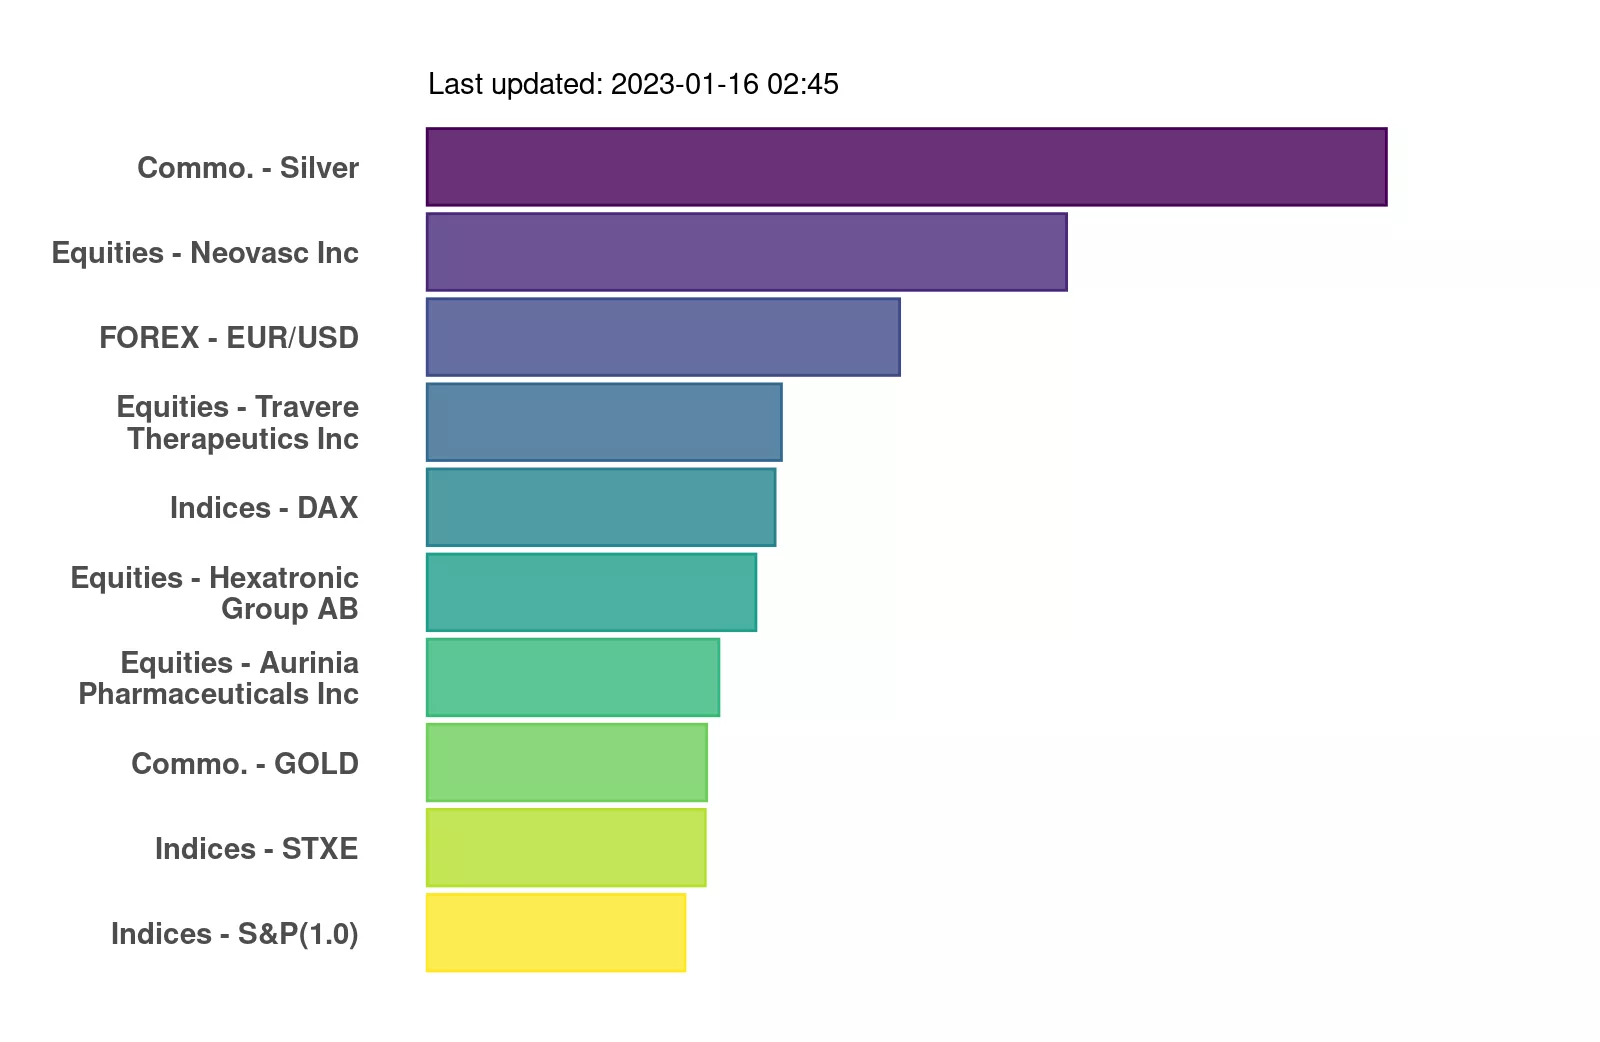 Last updated: 2023-01-16 02:45
Commo. - Silver
Equities - Neovasc Inc
FOREX - EUR/USD
Equities - Travere
Therapeutics Inc
Indices - DAX
Equities - Hexatronic
Group AB
Equities - Aurinia
Pharmaceuticals Inc
Commo. - GOLD
Indices - STXE
Indices - S&P(1.0)